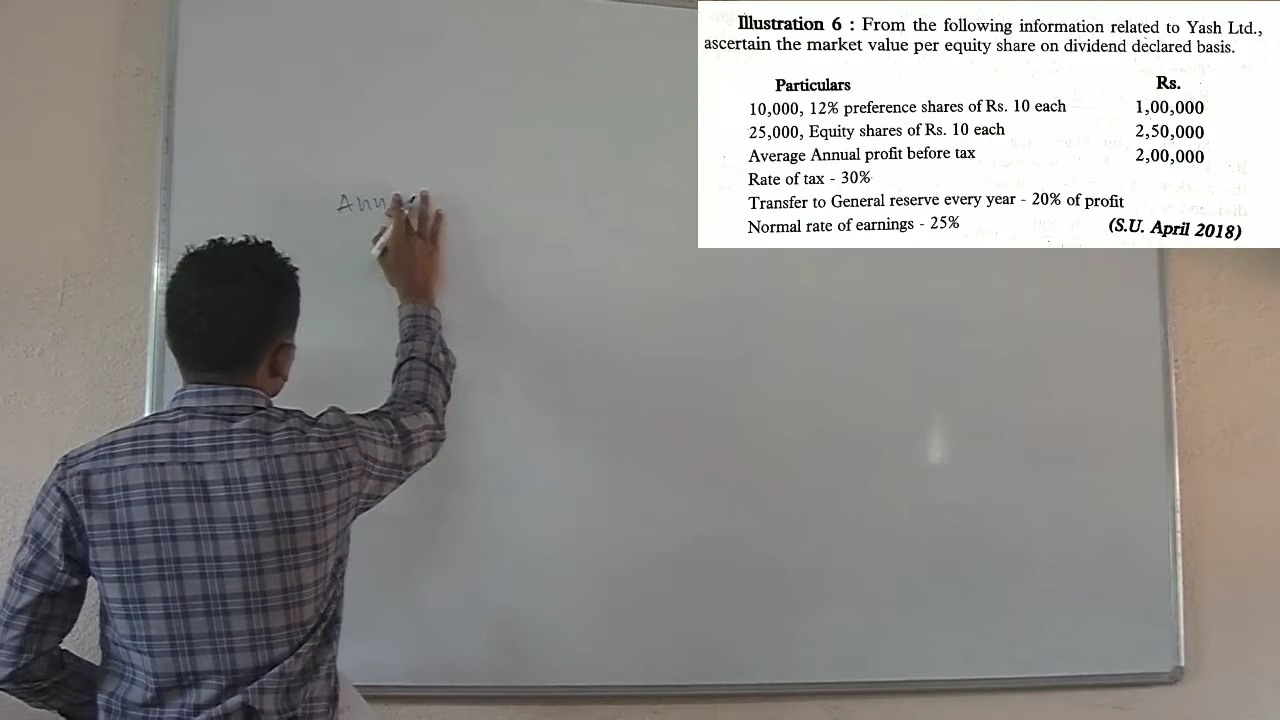 Illustration 6 : From the following information related to Yash Ltd.,
ascertain the market value per equity share on dividend declared basis.
Particulars Rs.
10,000, 12% preference shares of Rs. 10 each 1,00,000
25,000, Equity shares of Rs. 10 each 2,50,000
Average Annual profit before tax 2,00,000
Rate of tax - 30%
Transfer to General reserve every year - 20% of profit
Normal rate of earnings - 25% (S.U. April 2018)